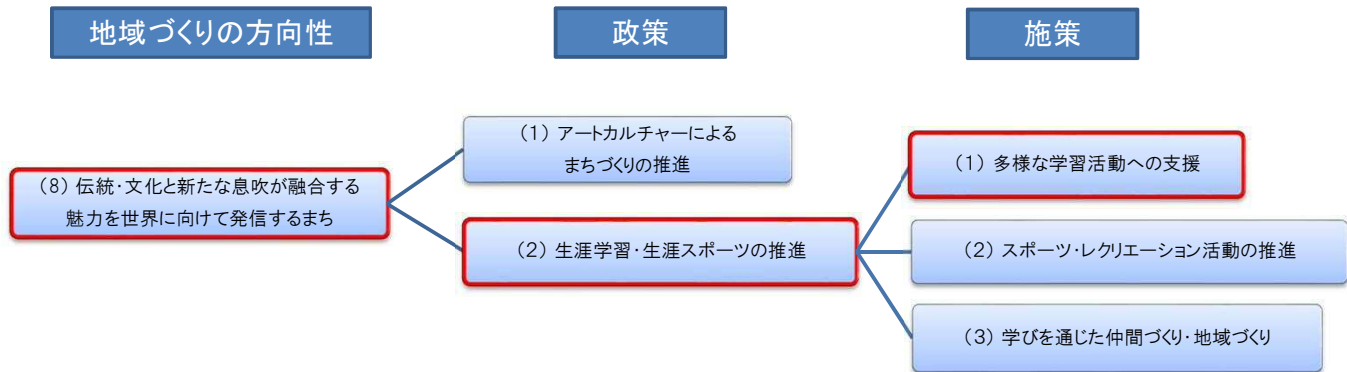 地域づくりの方向性
政策
施策
(8) 伝統・文化と新たな息吹が融合する
魅力を世界に向けて発信するまち
(1) アートカルチャーによる
まちづくりの推進
(2) 生涯学習・生涯スポーツの推進
(1) 多様な学習活動への支援
(2) スポーツ・レクリエーション活動の推進
(3) 学びを通じた仲間づくり・地域づくり